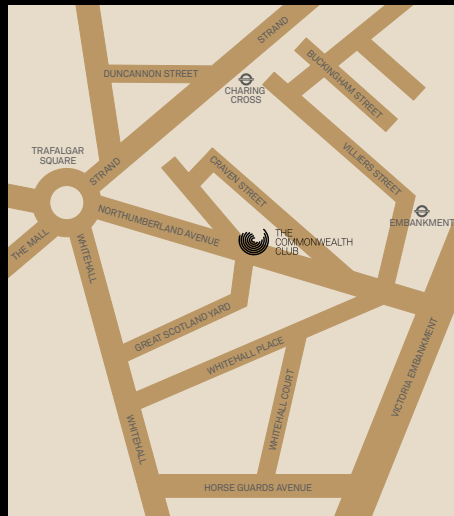 STRAND
DUNCANNON STREET
BUCKINGHAM STREET
CHARING
CROSS
TRAFALGAR
SQUARE
STRAND
CRAVEN STREET
VILLIERS STREET
NORTHUMBERLAND AVENUE
EMBANKMENT
THE MALL
WHITEHALL
THE
COMMONWEALTH
CLUB
GREAT SCOTLAND YARD
WHITEHALL PLACE
VICTORIA EMBANKMENT
WHITEHALL COURT
WHITEHALL
HORSE GUARDS AVENUE